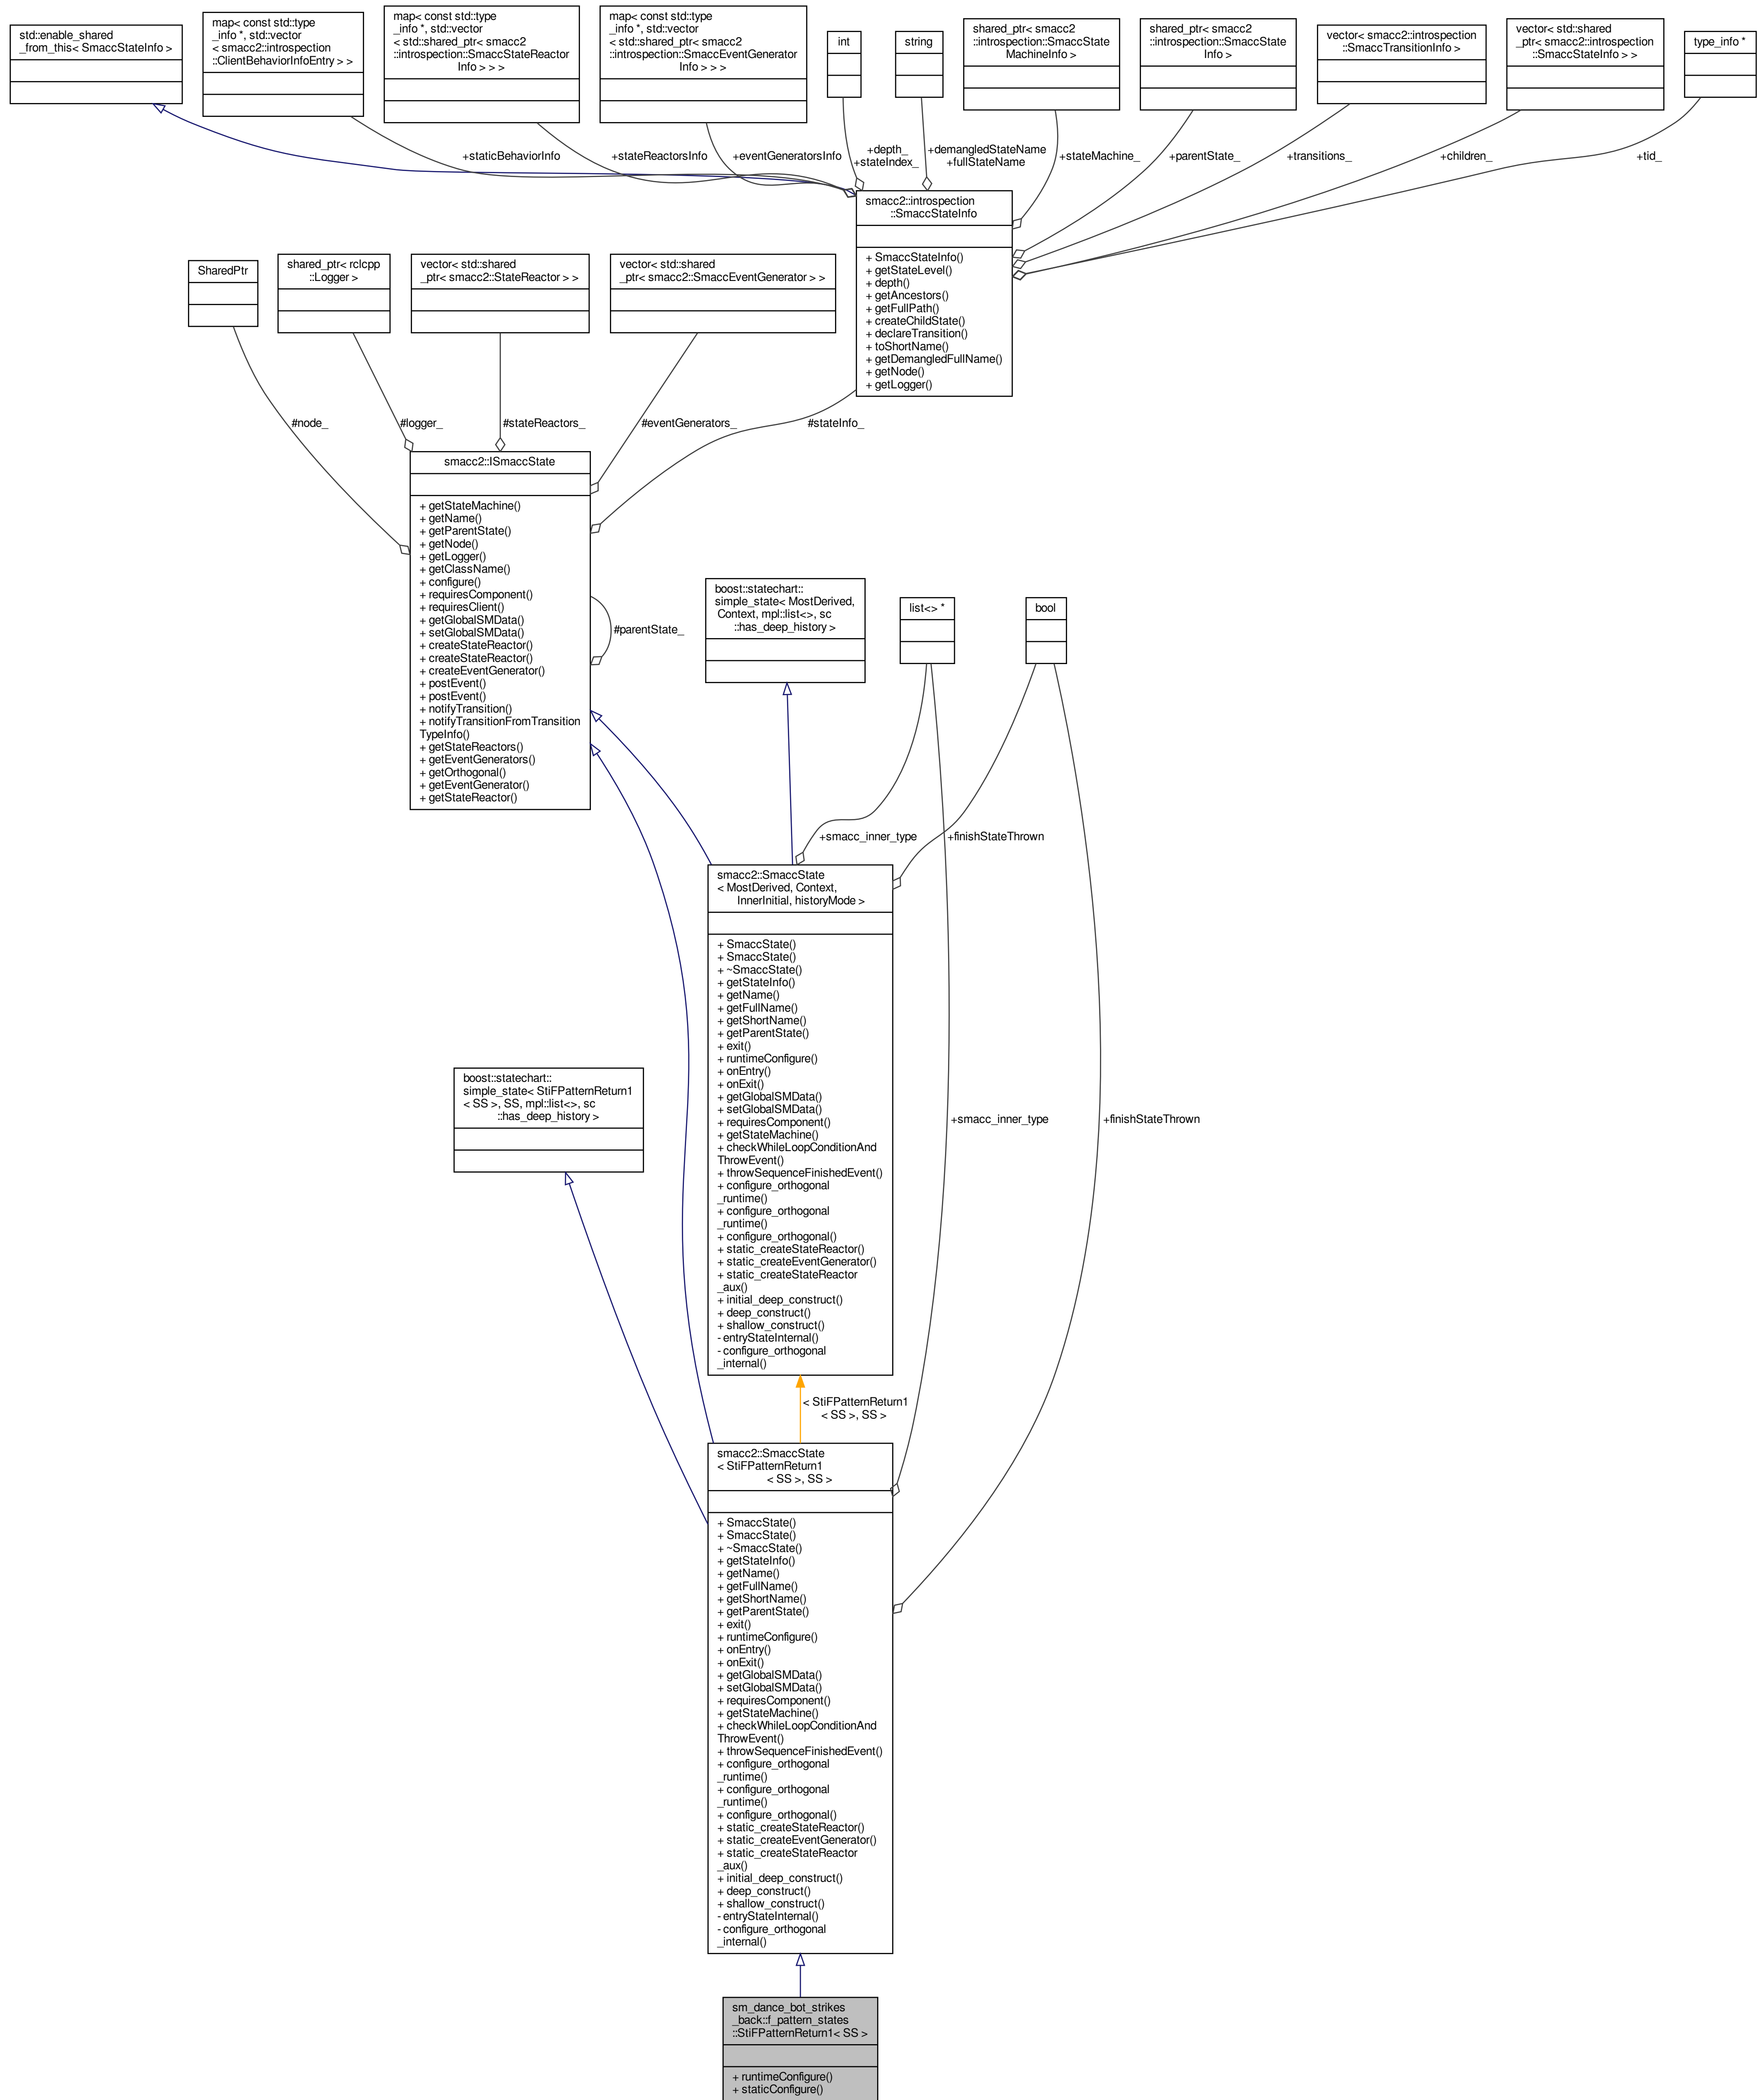 std::enable_shared
_from_this< SmaccStateInfo >
map< const std::type
_info *, std::vector
< smacc2::introspection
::ClientBehaviorInfoEntry > >
map< const std::type
_info *, std::vector
< std::shared_ptr< smacc2
::introspection::SmaccStateReactor
Info > > >
map< const std::type
_info *, std::vector
< std::shared_ptr< smacc2
::introspection::SmaccEventGenerator
Info > > >
int
string
shared_ptr< smacc2
::introspection::SmaccState
MachineInfo >
shared_ptr< smacc2
::introspection::SmaccState
Info >
vector< smacc2::introspection
::SmaccTransitionInfo >
vector< std::shared
_ptr< smacc2::introspection
::SmaccStateInfo > >
type_info *
+staticBehaviorInfo
+stateReactorsInfo
+eventGeneratorsInfo
+depth_
+stateIndex_
+demangledStateName
+fullStateName
+stateMachine_
+parentState_
+transitions_
+children_
+tid_
smacc2::introspection
::SmaccStateInfo
+ SmaccStateInfo()
+ getStateLevel()
+ depth()
+ getAncestors()
+ getFullPath()
+ createChildState()
+ declareTransition()
+ toShortName()
+ getDemangledFullName()
+ getNode()
+ getLogger()
SharedPtr
shared_ptr< rclcpp
::Logger >
vector< std::shared
_ptr< smacc2::StateReactor > >
vector< std::shared
_ptr< smacc2::SmaccEventGenerator > >
#node_
#logger_
#stateReactors_
#eventGenerators_
#stateInfo_
smacc2::ISmaccState
+ getStateMachine()
+ getName()
+ getParentState()
+ getNode()
+ getLogger()
+ getClassName()
+ configure()
+ requiresComponent()
+ requiresClient()
+ getGlobalSMData()
+ setGlobalSMData()
+ createStateReactor()
+ createStateReactor()
+ createEventGenerator()
+ postEvent()
+ postEvent()
+ notifyTransition()
+ notifyTransitionFromTransition
TypeInfo()
+ getStateReactors()
+ getEventGenerators()
+ getOrthogonal()
+ getEventGenerator()
+ getStateReactor()
#parentState_
boost::statechart::
simple_state< MostDerived,
Context, mpl::list<>, sc
::has_deep_history >
list<> *
bool
+smacc_inner_type
+finishStateThrown
smacc2::SmaccState
< MostDerived, Context,
InnerInitial, historyMode >
+ SmaccState()
+ SmaccState()
+ ~SmaccState()
+ getStateInfo()
+ getName()
+ getFullName()
+ getShortName()
+ getParentState()
+ exit()
+ runtimeConfigure()
+ onEntry()
+ onExit()
+ getGlobalSMData()
+ setGlobalSMData()
+ requiresComponent()
+ getStateMachine()
+ checkWhileLoopConditionAnd
ThrowEvent()
+ throwSequenceFinishedEvent()
+ configure_orthogonal
_runtime()
+ configure_orthogonal
_runtime()
+ configure_orthogonal()
+ static_createStateReactor()
+ static_createEventGenerator()
+ static_createStateReactor
_aux()
+ initial_deep_construct()
+ deep_construct()
+ shallow_construct()
- entryStateInternal()
- configure_orthogonal
_internal()
boost::statechart::
simple_state< StiFPatternReturn1
< SS >, SS, mpl::list<>, sc
::has_deep_history >
+smacc_inner_type
+finishStateThrown
< StiFPatternReturn1
< SS >, SS >
smacc2::SmaccState
< StiFPatternReturn1
< SS >, SS >
+ SmaccState()
+ SmaccState()
+ ~SmaccState()
+ getStateInfo()
+ getName()
+ getFullName()
+ getShortName()
+ getParentState()
+ exit()
+ runtimeConfigure()
+ onEntry()
+ onExit()
+ getGlobalSMData()
+ setGlobalSMData()
+ requiresComponent()
+ getStateMachine()
+ checkWhileLoopConditionAnd
ThrowEvent()
+ throwSequenceFinishedEvent()
+ configure_orthogonal
_runtime()
+ configure_orthogonal
_runtime()
+ configure_orthogonal()
+ static_createStateReactor()
+ static_createEventGenerator()
+ static_createStateReactor
_aux()
+ initial_deep_construct()
+ deep_construct()
+ shallow_construct()
- entryStateInternal()
- configure_orthogonal
_internal()
sm_dance_bot_strikes
_back::f_pattern_states
::StiFPatternReturn1< SS >
+ runtimeConfigure()
+ staticConfigure()